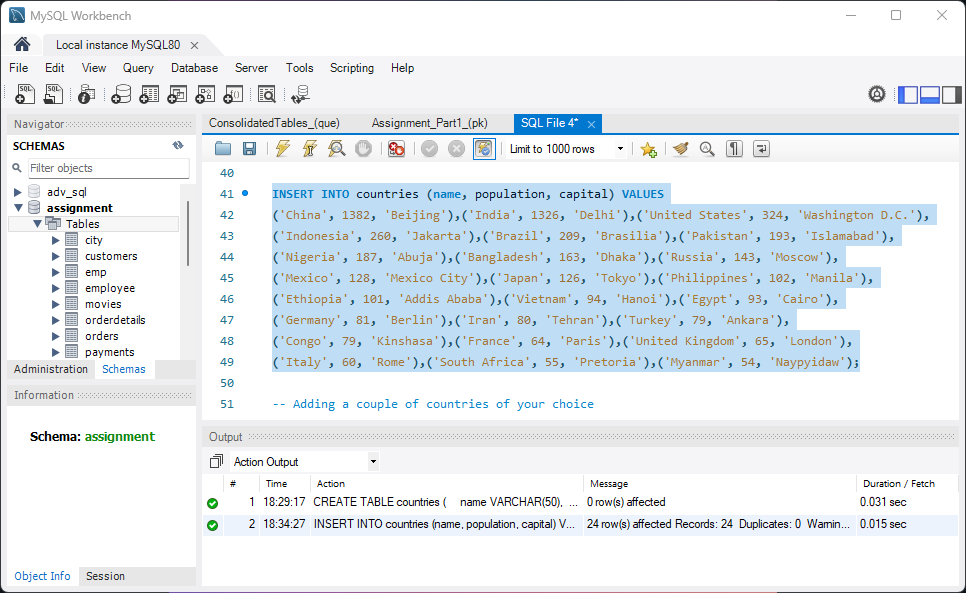 MySQL Workbench
Local instance MySQL80
File Edit View Query Database Server Tools Scripting Help
SQL SQL
Navigator
SCHEMAS
Filter objects
adv_sql
assignment
Tables
city
customers
emp
employee
movies
orderdetails
orders
payments
Administration Schemas
Information
Schema: assignment
Object Info Session
ConsolidatedTables_(que) Assignment_Part1_(pk) SQL File 4*
Limit to 1000 rows
40
41 INSERT INTO countries (name, population, capital) VALUES
42 ('China', 1382, 'Beijing'),('India', 1326, 'Delhi'),('United States', 324, 'Washington D.C.'),
43 ('Indonesia', 260, 'Jakarta'),('Brazil', 209, 'Brasilia'),('Pakistan', 193, 'Islamabad'),
44 ('Nigeria', 187, 'Abuja'),('Bangladesh', 163, 'Dhaka'),('Russia', 143, 'Moscow'),
45 ('Mexico', 128, 'Mexico City'),('Japan', 126, 'Tokyo'),('Philippines', 102, 'Manila'),
46 ('Ethiopia', 101, 'Addis Ababa'),('Vietnam', 94, 'Hanoi'),('Egypt', 93, 'Cairo'),
47 ('Germany', 81, 'Berlin'),('Iran', 80, 'Tehran'),('Turkey', 79, 'Ankara'),
48 ('Congo', 79, 'Kinshasa'),('France', 64, 'Paris'),('United Kingdom', 65, 'London'),
49 ('Italy', 60, 'Rome'),('South Africa', 55, 'Pretoria'),('Myanmar', 54, 'Naypyidaw');
50
51 -- Adding a couple of countries of your choice
Output
Action Output
# Time Action Message Duration / Fetch
1 18:29:17 CREATE TABLE countries ( name VARCHAR(50), ... 0 row(s) affected 0.031 sec
2 18:34:27 INSERT INTO countries (name, population, capital) V... 24 row(s) affected Records: 24 Duplicates: 0 Warnin... 0.015 sec